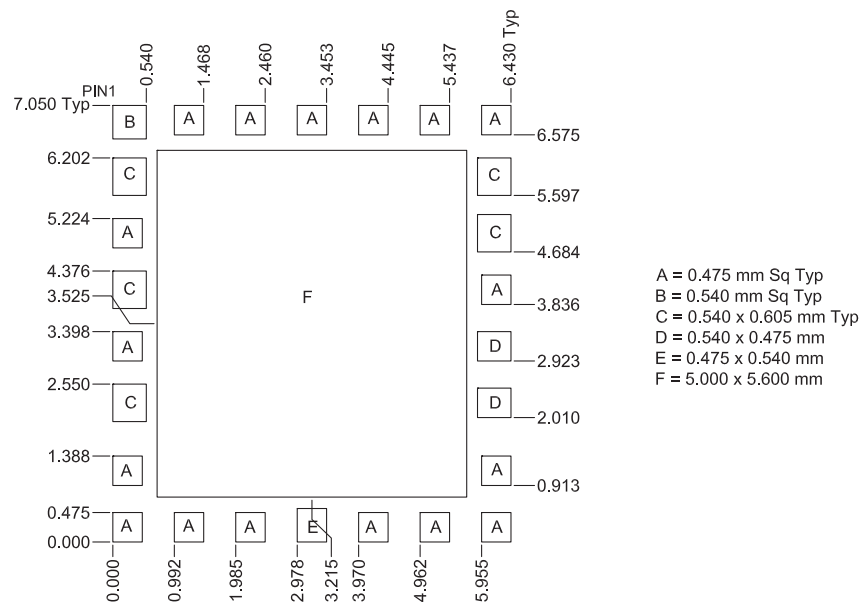 0.540
1.468
2.460
3.453
4.445
5.437
6.430 Typ
PIN1
7.050 Typ
B A A A A A A
6.575
6.202
C
C
5.597
5.224
A
C
4.684
4.376
C
A
3.836
3.525
F
3.398
A
D
2.923
2.550
C
D
2.010
1.388
A
A
0.913
0.475
A A A E A A A
0.000
0.000
0.992
1.985
2.978
3.215
3.970
4.962
5.955
A = 0.475 mm Sq Typ
B = 0.540 mm Sq Typ
C = 0.540 x 0.605 mm Typ
D = 0.540 x 0.475 mm
E = 0.475 x 0.540 mm
F = 5.000 x 5.600 mm